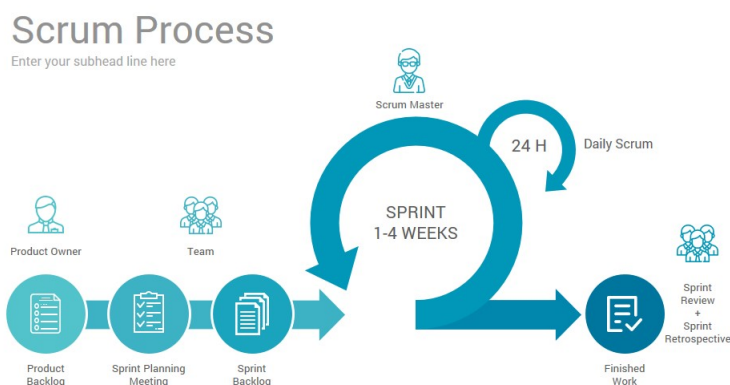 Scrum Process
Enter your subhead line here
Scrum Master
24 H
Daily Scrum
SPRINT
1-4 WEEKS
Product Owner
Team
Sprint
Review
+
Sprint
Retrospective
Product
Backlog
Sprint Planning
Meeting
Sprint
Backlog
Finished
Work